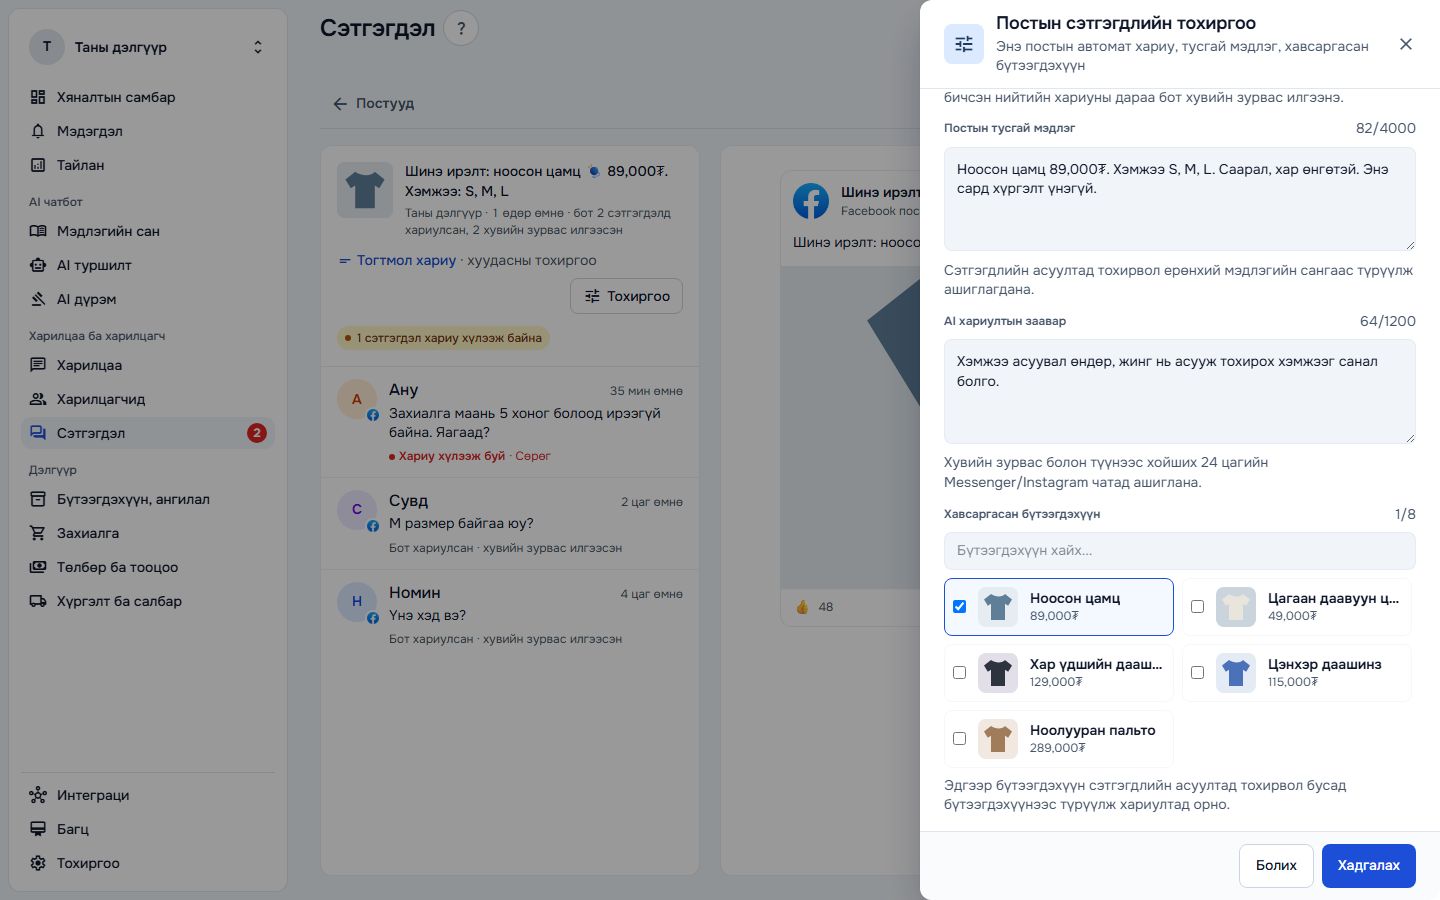 T
Таны дэлгүүр
Хяналтын самбар
Мэдэгдэл
Тайлан
AI чатбот
Мэдлэгийн сан
AI туршилт
AI дүрэм
Харилцаа ба харилцагч
Харилцаа
Харилцагчид
Сэтгэгдэл
2
Дэлгүүр
Бүтээгдэхүүн, ангилал
Захиалга
Төлбөр ба тооцоо
Хүргэлт ба салбар
Интеграци
Багц
Тохиргоо
Сэтгэгдэл
?
Постууд
Шинэ ирэлт: ноосон цамц 89,000₮.
Хэмжээ: S, M, L
Таны дэлгүүр · 1 өдөр өмнө · бот 2 сэтгэгдэлд
хариулсан, 2 хувийн зурвас илгээсэн
Тогтмол хариу · хуудасны тохиргоо
Тохиргоо
1 сэтгэгдэл хариу хүлээж байна
А
Ану
35 мин өмнө
Захиалга маань 5 хоног болоод ирээгүй
байна. Яагаад?
Хариу хүлээж буй · Сөрөг
С
Сувд
2 цаг өмнө
M размер байгаа юу?
Бот хариулсан · хувийн зурвас илгээсэн
Н
Номин
4 цаг өмнө
Үнэ хэд вэ?
Бот хариулсан · хувийн зурвас илгээсэн
Шинэ ирэлт
Facebook пос
Шинэ ирэлт: ноосо
48
Постын сэтгэгдлийн тохиргоо
Энэ постын автомат хариу, тусгай мэдлэг, хавсаргасан
бүтээгдэхүүн
бичсэн нийтийн хариуны дараа бот хувийн зурвас илгээнэ.
Постын тусгай мэдлэг
82/4000
Ноосон цамц 89,000₮. Хэмжээ S, M, L. Саарал, хар өнгөтэй. Энэ
сард хүргэлт үнэгүй.
Сэтгэгдлийн асуултад тохирвол ерөнхий мэдлэгийн сангаас түрүүлж
ашиглагдана.
AI хариултын заавар
64/1200
Хэмжээ асуувал өндөр, жинг нь асууж тохирох хэмжээг санал
болго.
Хувийн зурвас болон түүнээс хойших 24 цагийн
Messenger/Instagram чатад ашиглана.
Хавсаргасан бүтээгдэхүүн
1/8
Бүтээгдэхүүн хайх...
Ноосон цамц
89,000₮
Цагаан даавуун ц...
49,000₮
Хар үдшийн дааш...
129,000₮
Цэнхэр даашинз
115,000₮
Ноолууран пальто
289,000₮
Эдгээр бүтээгдэхүүн сэтгэгдлийн асуултад тохирвол бусад
бүтээгдэхүүнээс түрүүлж хариултад орно.
Болих
Хадгалах